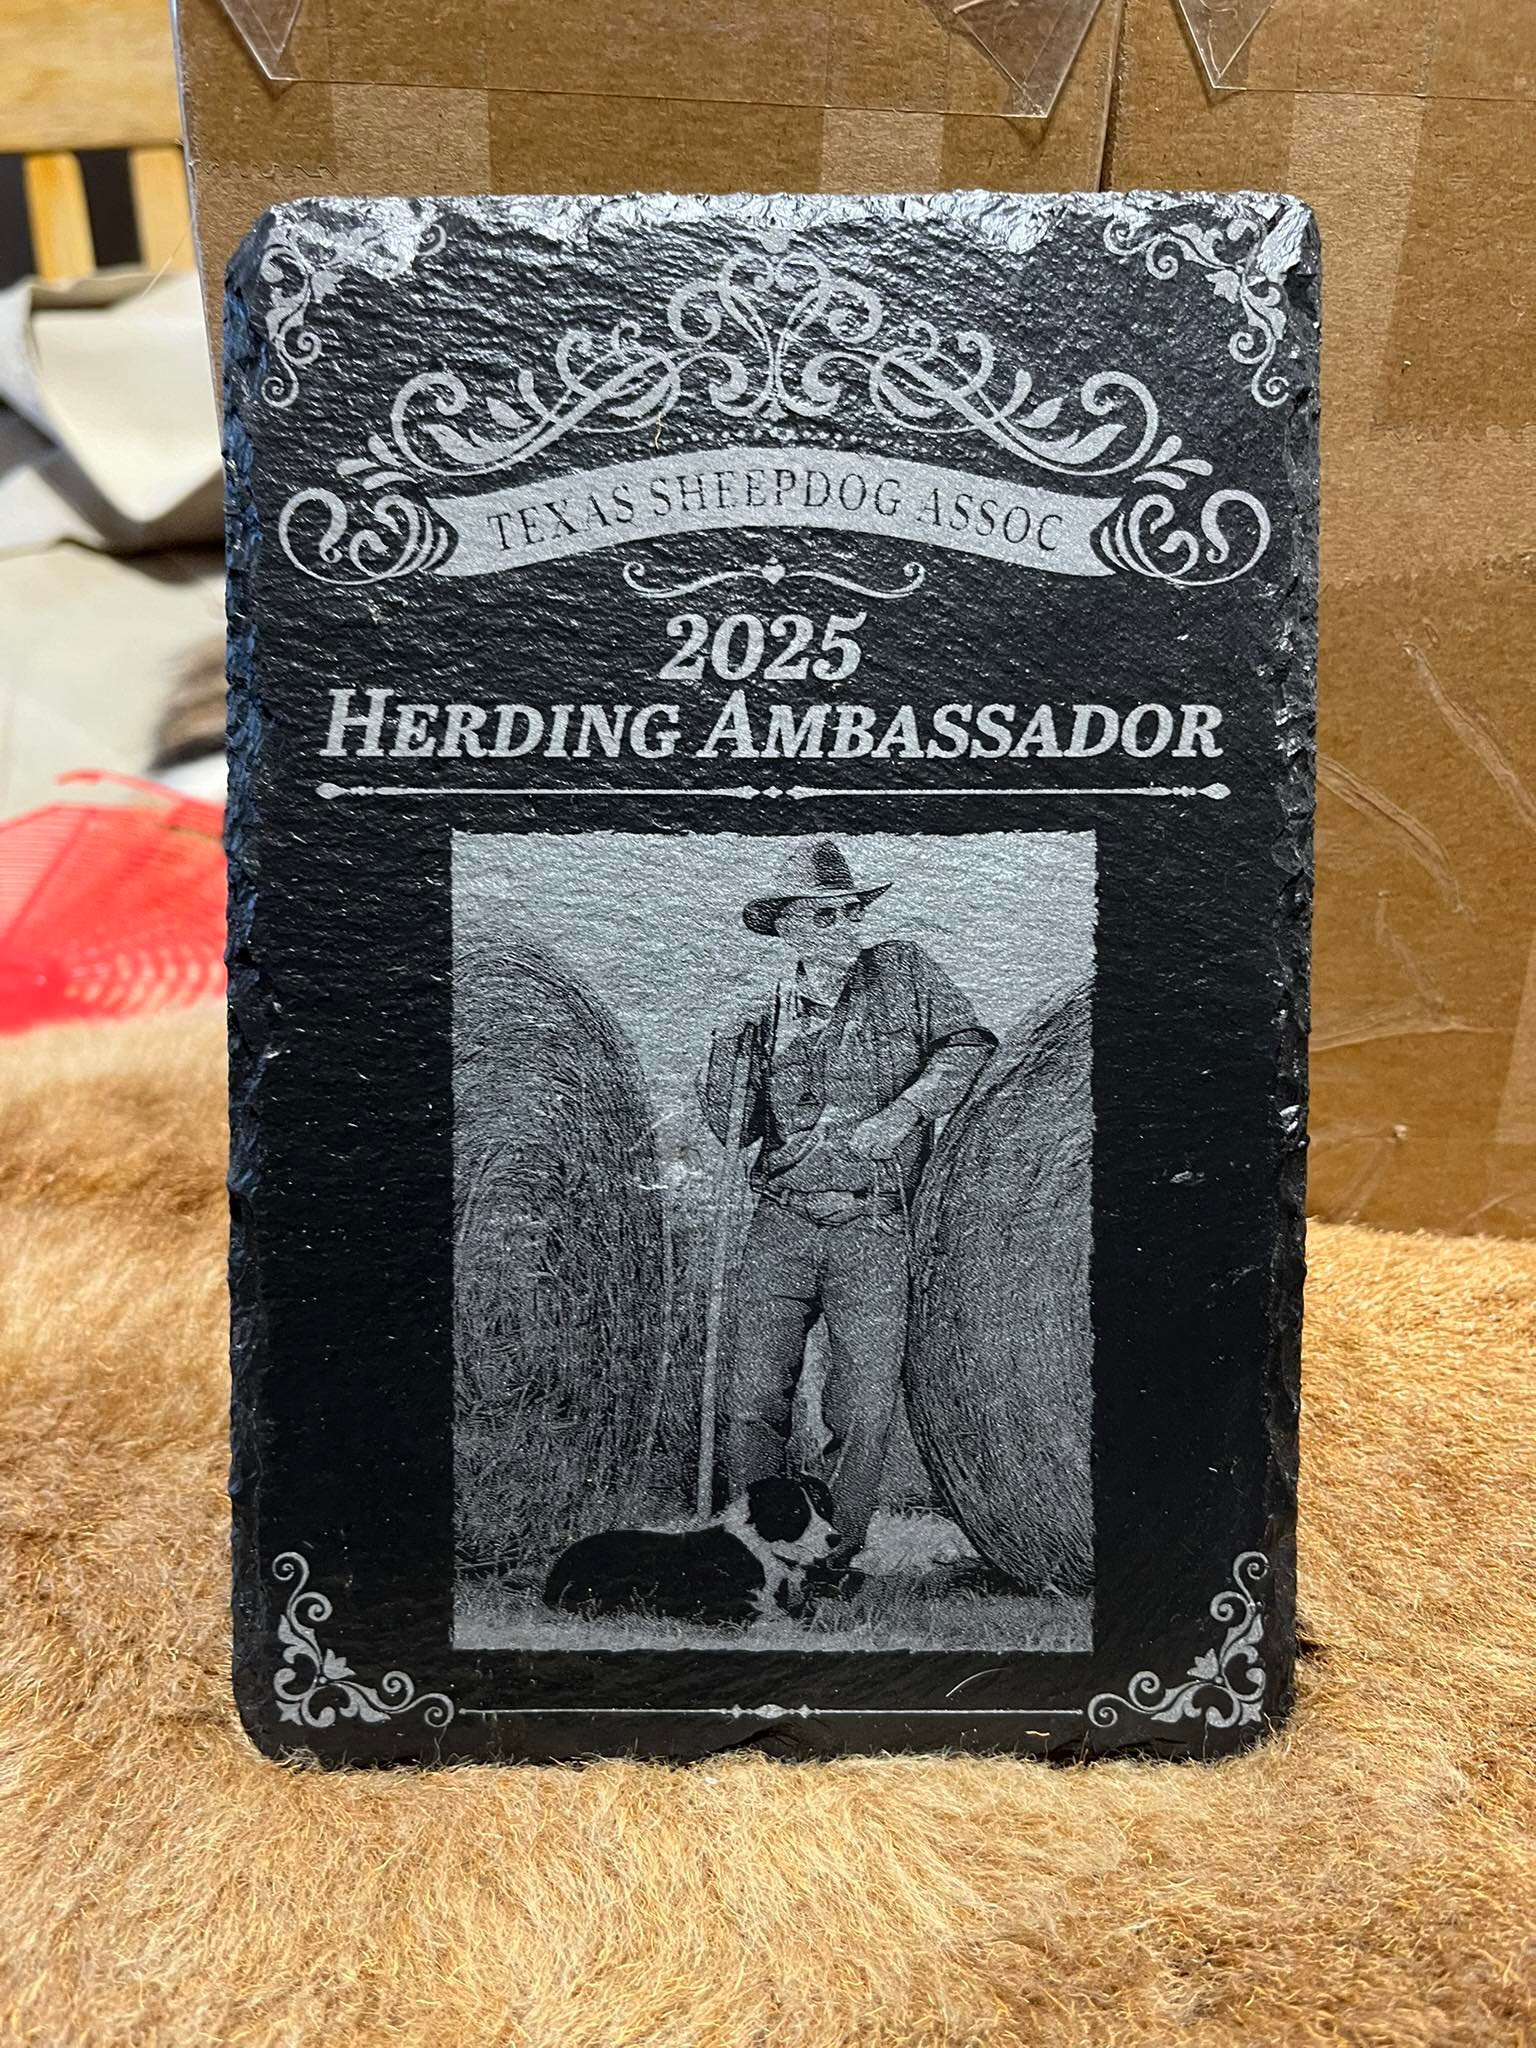 TEXAS SHEEPDOG ASSOC
2025
HERDING AMBASSADOR